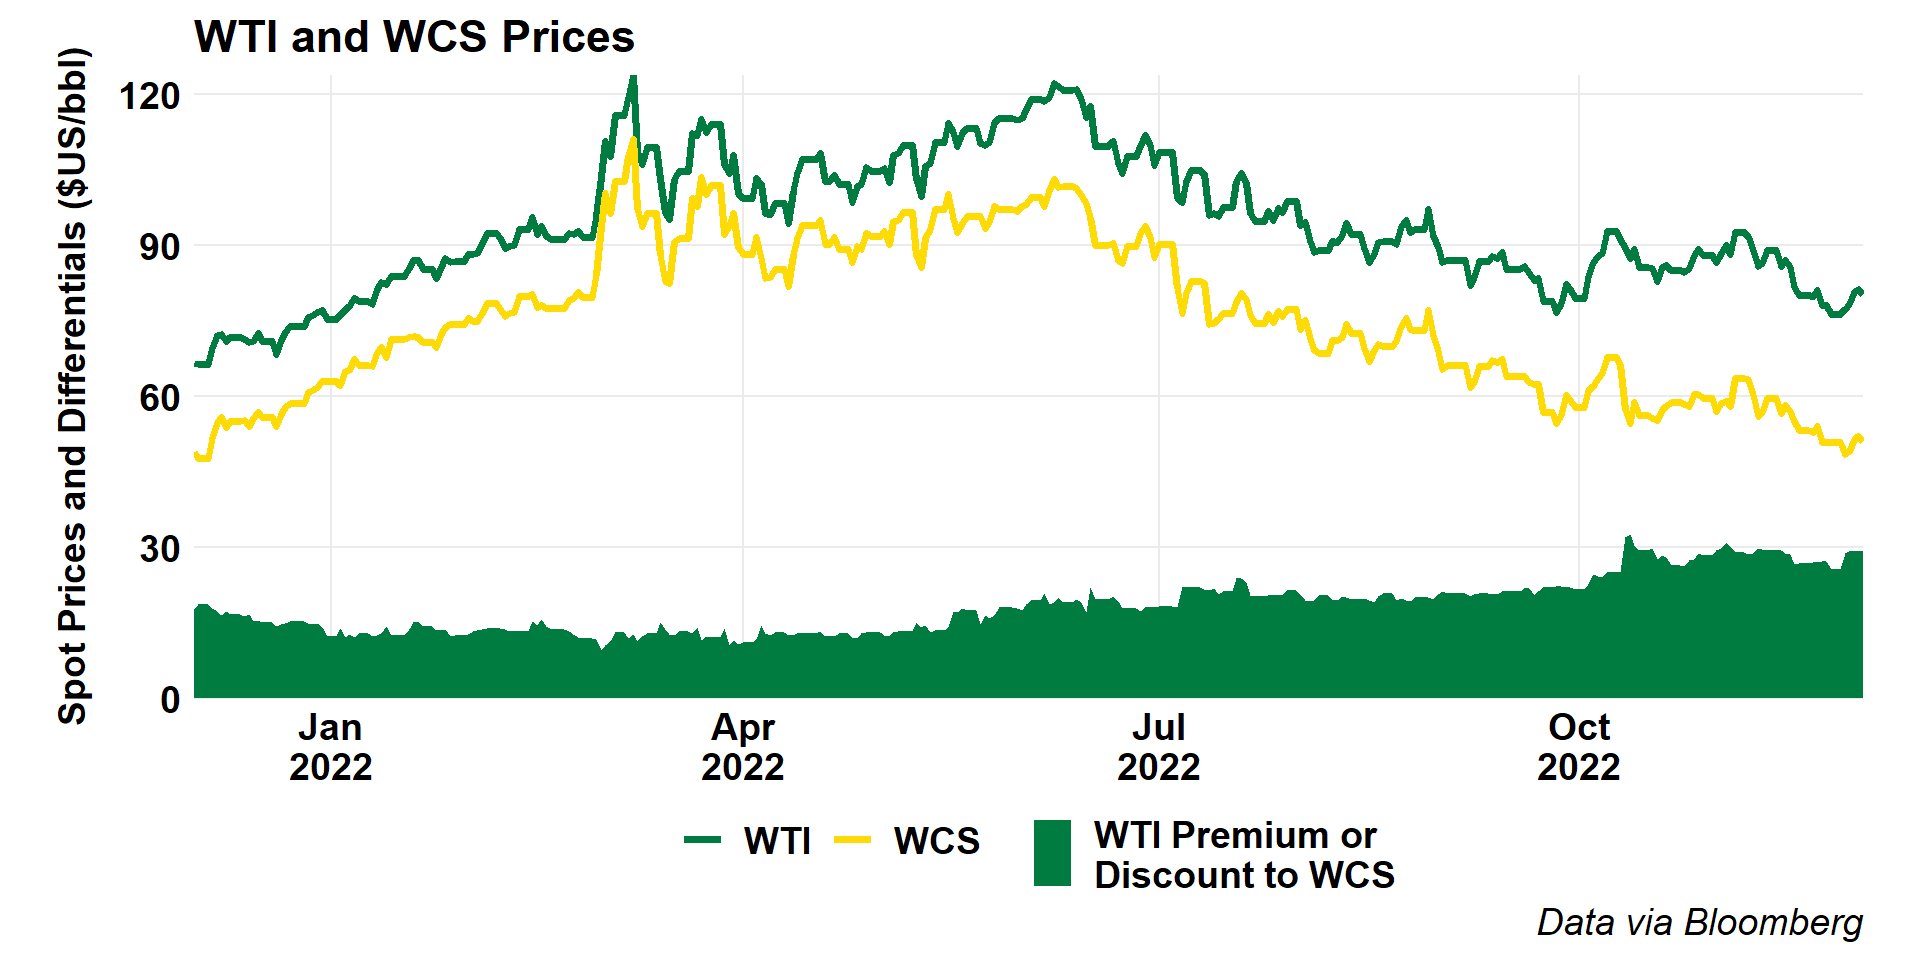 WTI and WCS Prices
Spot Prices and Differentials ($US/bbl)
120
90
60
30
0
Jan
2022
Apr
2022
Jul
2022
Oct
2022
WTI
WCS
WTI Premium or
Discount to WCS
Data via Bloomberg